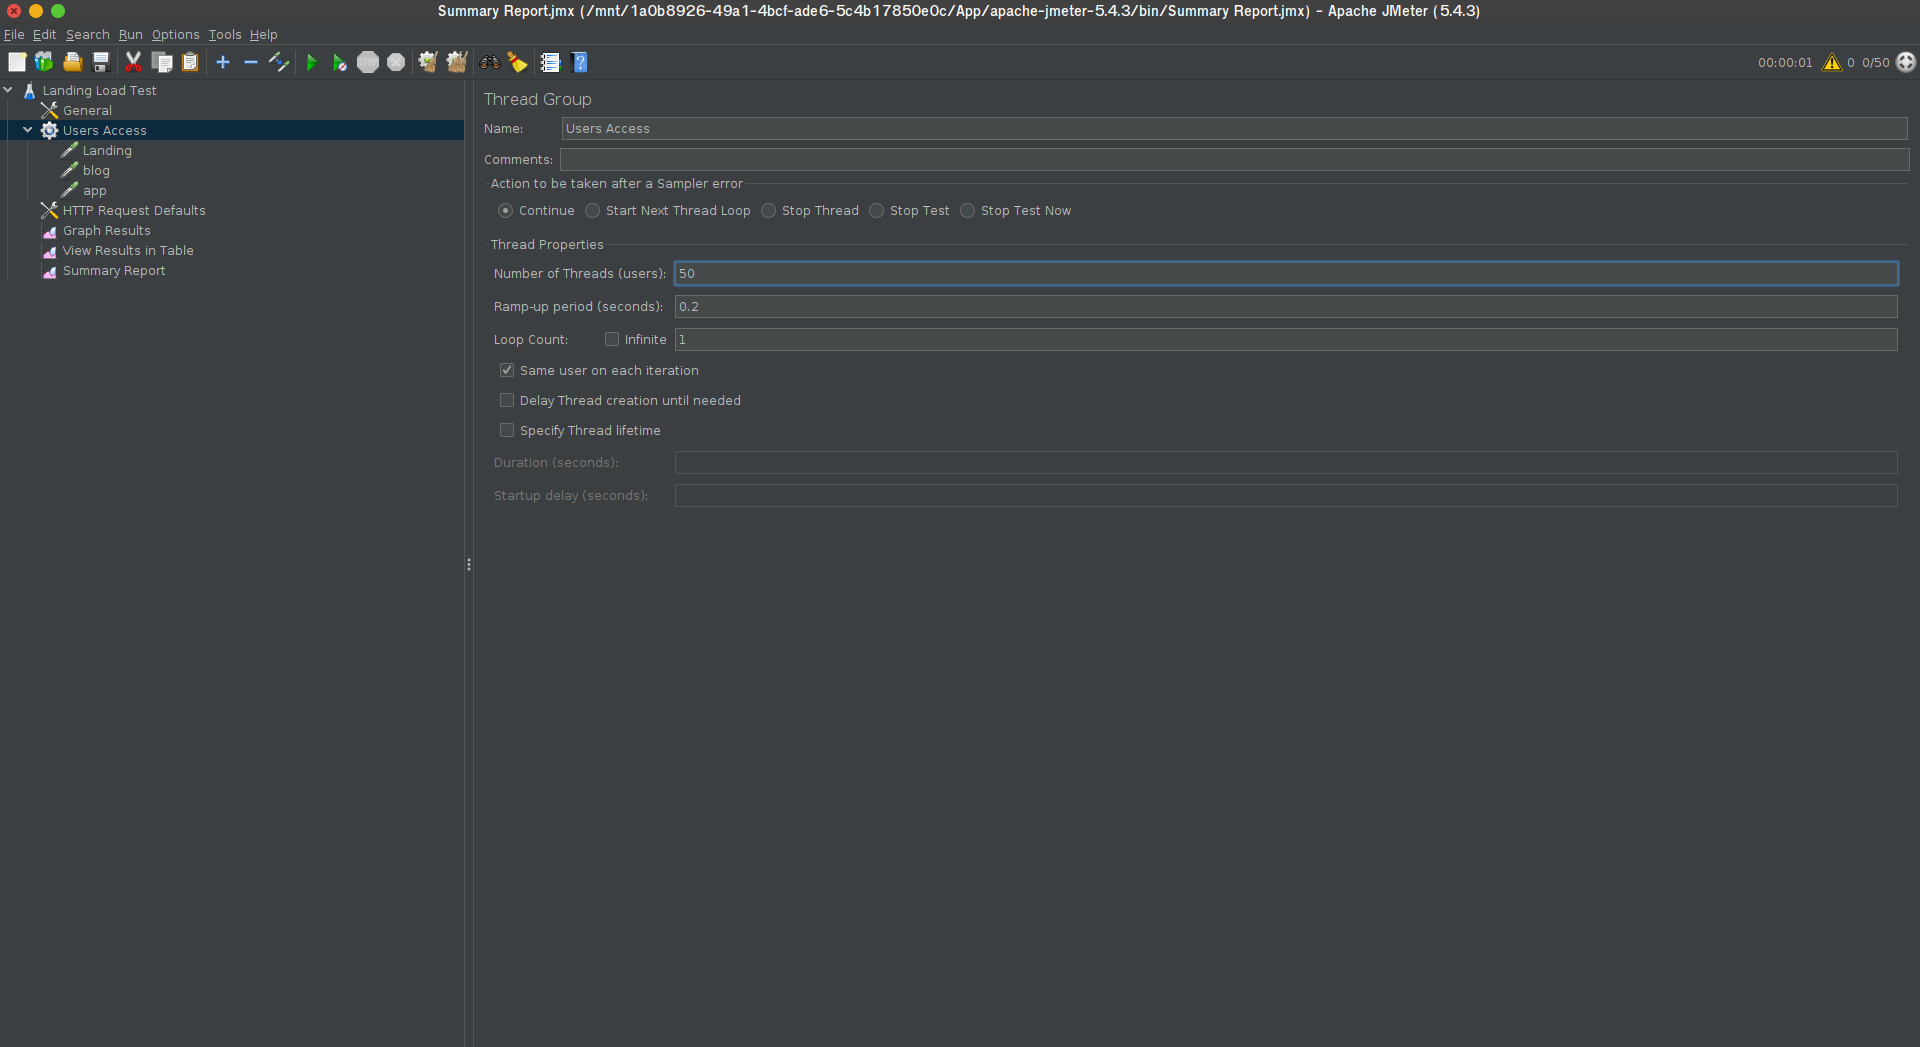 Summary Report.jmx (/mnt/1a0b8926-49a1-4bcf-ade6-5c4b17850e0c/App/apache-jmeter-5.4.3/bin/Summary Report.jmx) - Apache JMeter (5.4.3)
File Edit Search Run Options Tools Help
00:00:01 0 0/50
Landing Load Test
General
Users Access
Landing
blog
app
HTTP Request Defaults
Graph Results
View Results in Table
Summary Report
Thread Group
Name: Users Access
Comments:
Action to be taken after a Sampler error
Continue Start Next Thread Loop Stop Thread Stop Test Stop Test Now
Thread Properties
Number of Threads (users): 50
Ramp-up period (seconds): 0.2
Loop Count: Infinite 1
Same user on each iteration
Delay Thread creation until needed
Specify Thread lifetime
Duration (seconds):
Startup delay (seconds):